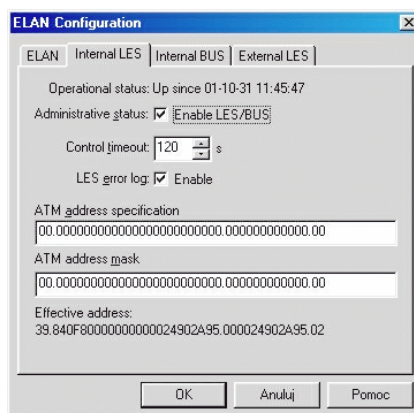 ELAN Configuration
ELAN Internal LES Internal BUS External LES
Operational status: Up since 01-10-31 11:45:47
Administrative status: Enable LES/BUS
Control timeout: 120 s
LES error log: Enable
ATM address specification
00.00000000000000000000000.000000000000.00
ATM address mask
00.00000000000000000000000.000000000000.00
Effective address:
39.840F80000000000024902A95.000024902A95.02
OK Anuluj Pomoc